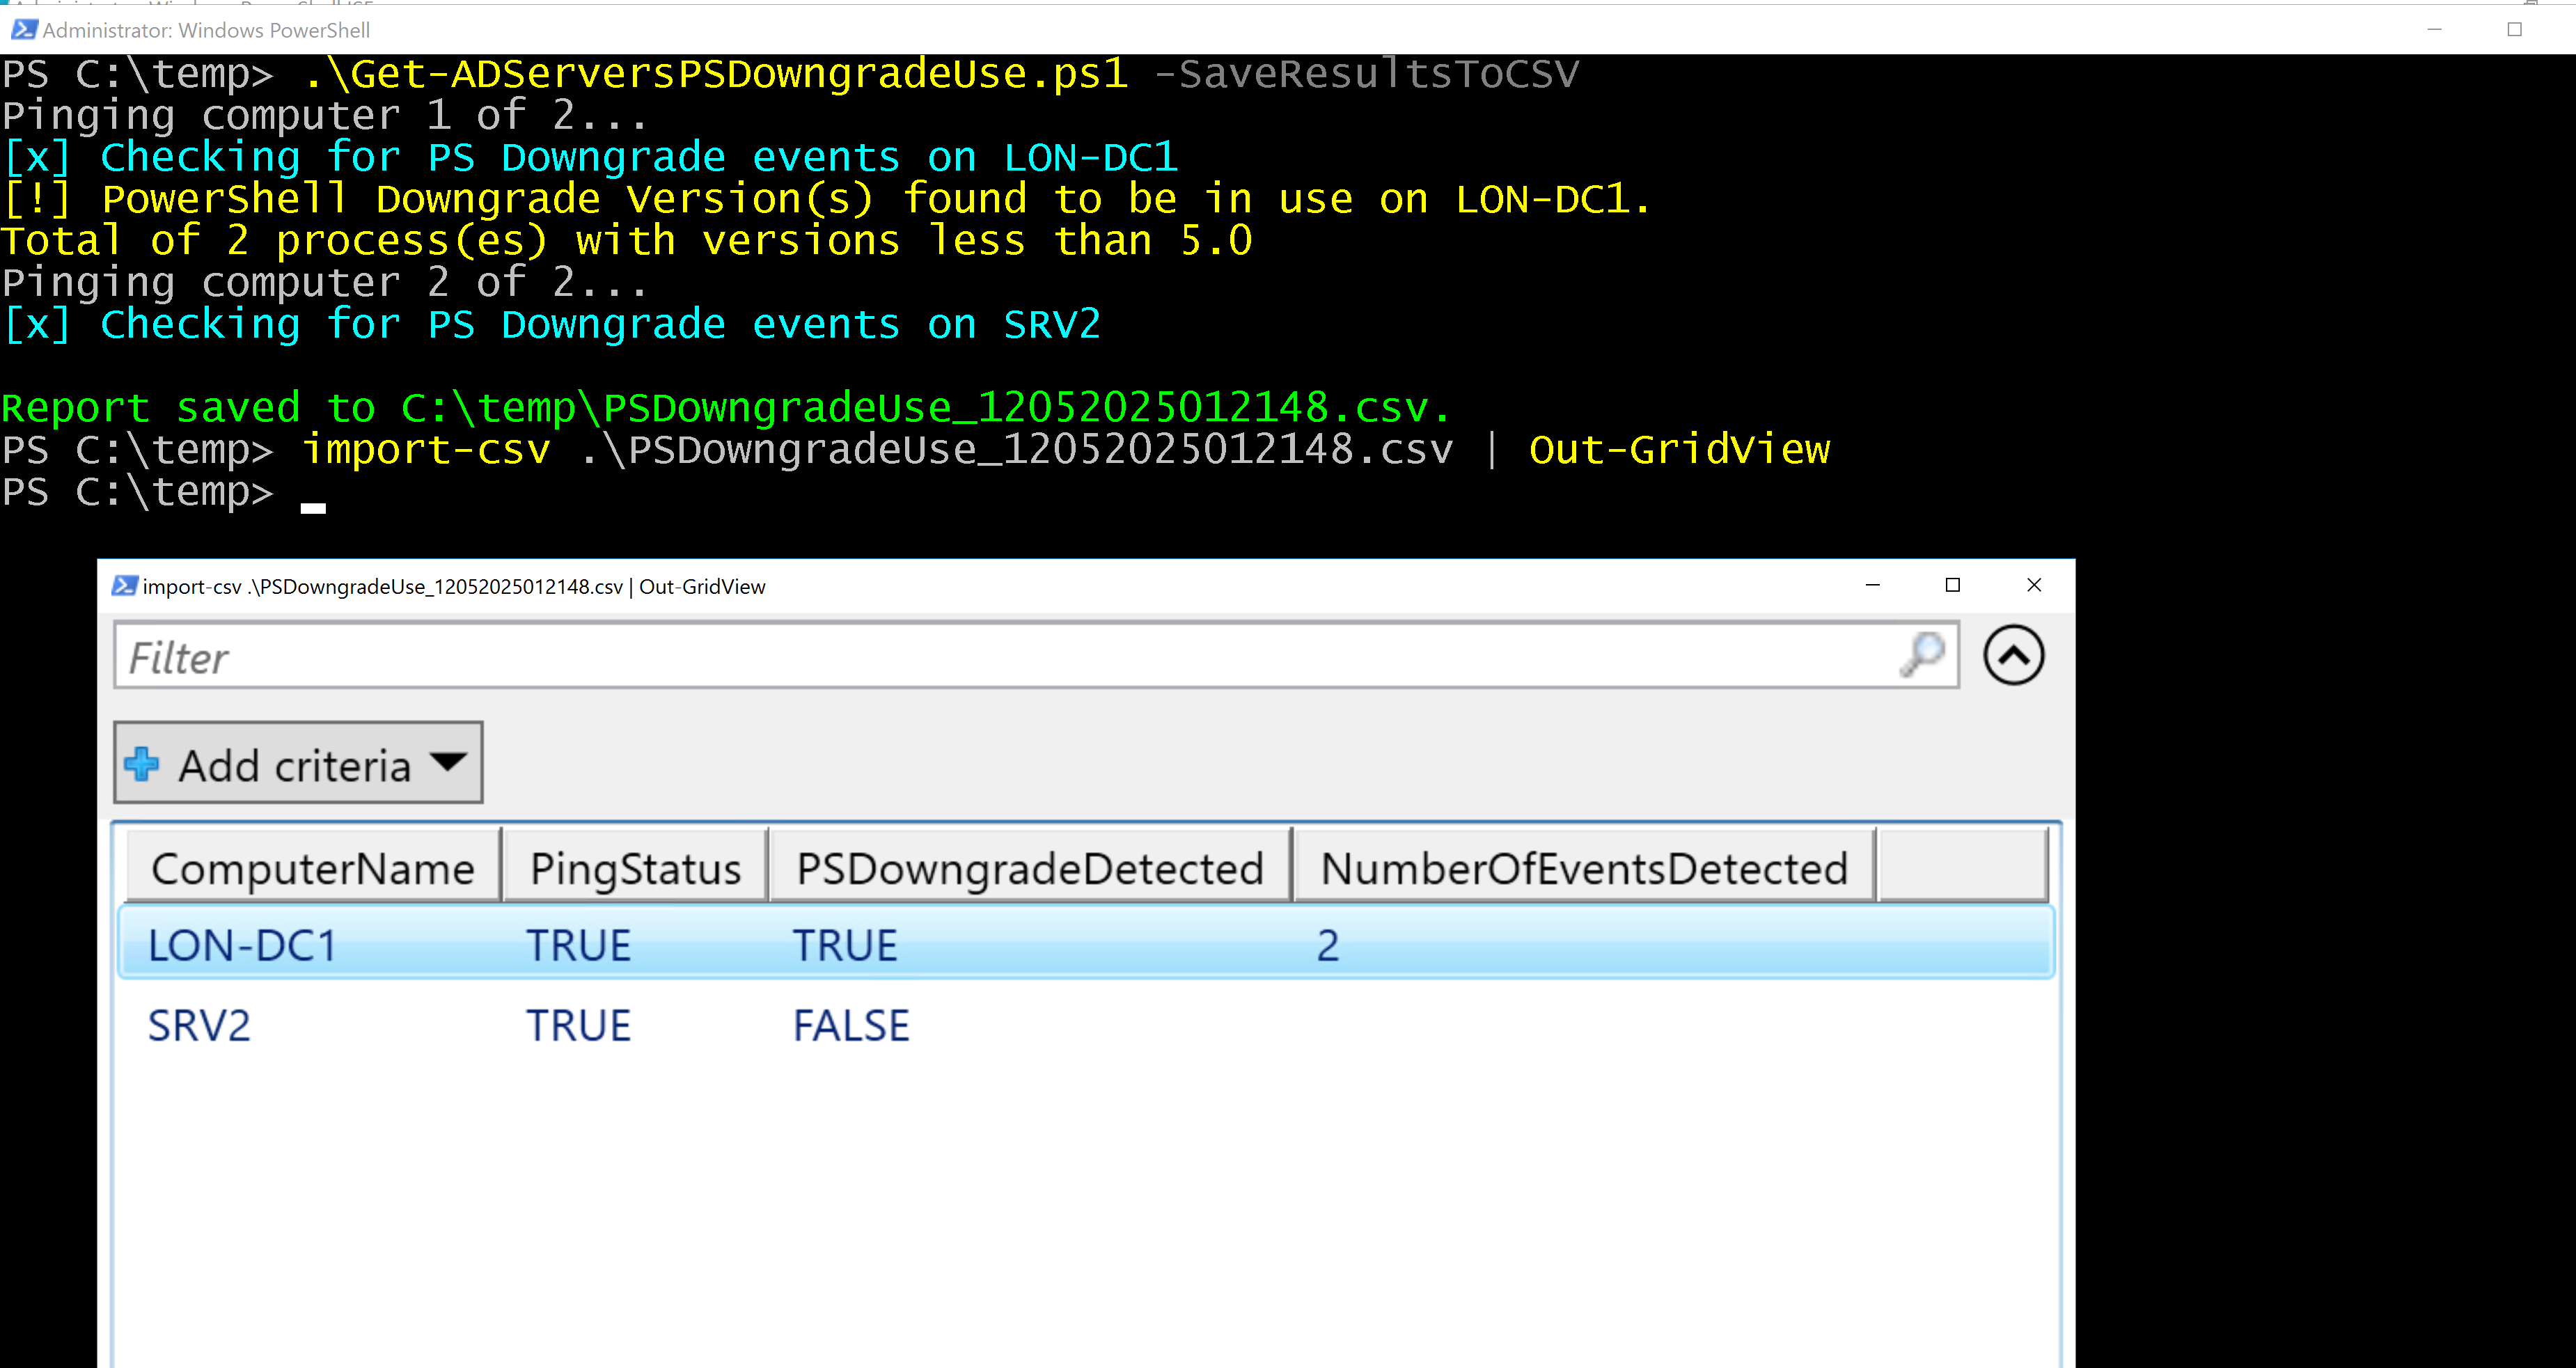 Administrator: Windows PowerShell
PS C:\temp> .\Get-ADServersPSDowngradeUse.ps1 -SaveResultsToCSV
Pinging computer 1 of 2...
[x] Checking for PS Downgrade events on LON-DC1
[!] PowerShell Downgrade Version(s) found to be in use on LON-DC1.
Total of 2 process(es) with versions less than 5.0
Pinging computer 2 of 2...
[x] Checking for PS Downgrade events on SRV2
Report saved to C:\temp\PSDowngradeUse_12052025012148.csv.
PS C:\temp> import-csv .\PSDowngradeUse_12052025012148.csv | Out-GridView
PS C:\temp>
import-csv .\PSDowngradeUse_12052025012148.csv | Out-GridView
Filter
Add criteria
ComputerName PingStatus PSDowngradeDetected NumberOfEventsDetected
LON-DC1 TRUE TRUE 2
SRV2 TRUE FALSE